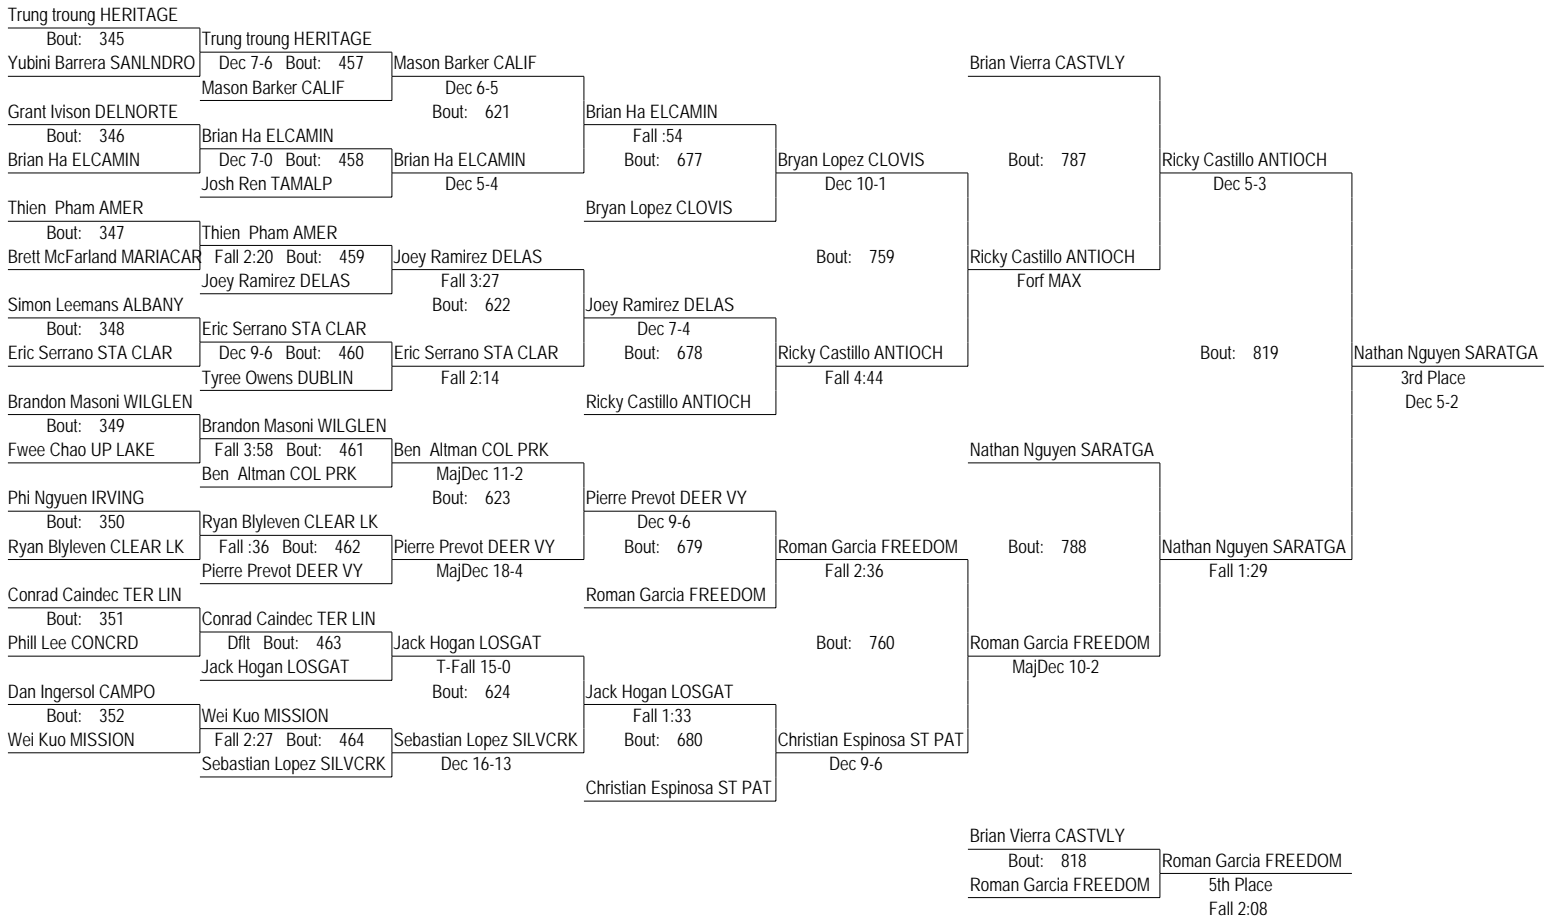 Trung troung HERITAGE
Bout: 345 Trung troung HERITAGE
Yubini Barrera SANLNDRO Dec 7-6 Bout: 457 Mason Barker CALIF Brian Vierra CASTVLY
Mason Barker CALIF Dec 6-5
Grant Ivison DELNORTE Bout: 621 Brian Ha ELCAMIN
Bout: 346 Brian Ha ELCAMIN Fall :54
Brian Ha ELCAMIN Dec 7-0 Bout: 458 Brian Ha ELCAMIN Bout: 677 Bryan Lopez CLOVIS Bout: 787 Ricky Castillo ANTIOCH
Josh Ren TAMALP Dec 5-4 Dec 10-1 Dec 5-3
Thien Pham AMER Bryan Lopez CLOVIS
Bout: 347 Thien Pham AMER
Brett McFarland MARIACAR Fall 2:20 Bout: 459 Joey Ramirez DELAS Bout: 759 Ricky Castillo ANTIOCH
Joey Ramirez DELAS Fall 3:27 Forf MAX
Simon Leemans ALBANY Bout: 622 Joey Ramirez DELAS
Bout: 348 Eric Serrano STA CLAR Dec 7-4
Eric Serrano STA CLAR Dec 9-6 Bout: 460 Eric Serrano STA CLAR Bout: 678 Ricky Castillo ANTIOCH Bout: 819 Nathan Nguyen SARATGA
Tyree Owens DUBLIN Fall 2:14 Fall 4:44 3rd Place
Brandon Masoni WILGLEN Ricky Castillo ANTIOCH Dec 5-2
Bout: 349 Brandon Masoni WILGLEN
Fwee Chao UP LAKE Fall 3:58 Bout: 461 Ben Altman COL PRK Nathan Nguyen SARATGA
Ben Altman COL PRK MajDec 11-2
Phi Ngyuen IRVING Bout: 623 Pierre Prevot DEER VY
Bout: 350 Ryan Blyleven CLEAR LK Dec 9-6
Ryan Blyleven CLEAR LK Fall :36 Bout: 462 Pierre Prevot DEER VY Bout: 679 Roman Garcia FREEDOM Bout: 788 Nathan Nguyen SARATGA
Pierre Prevot DEER VY MajDec 18-4 Fall 2:36 Fall 1:29
Conrad Caindec TER LIN Roman Garcia FREEDOM
Bout: 351 Conrad Caindec TER LIN
Phill Lee CONCRD Dflt Bout: 463 Jack Hogan LOSGAT Bout: 760 Roman Garcia FREEDOM
Jack Hogan LOSGAT T-Fall 15-0 MajDec 10-2
Dan Ingersol CAMPO Bout: 624 Jack Hogan LOSGAT
Bout: 352 Wei Kuo MISSION Fall 1:33
Wei Kuo MISSION Fall 2:27 Bout: 464 Sebastian Lopez SILVCRK Bout: 680 Christian Espinosa ST PAT
Sebastian Lopez SILVCRK Dec 16-13 Dec 9-6
Christian Espinosa ST PAT
Brian Vierra CASTVLY
Bout: 818 Roman Garcia FREEDOM
Roman Garcia FREEDOM 5th Place
Fall 2:08